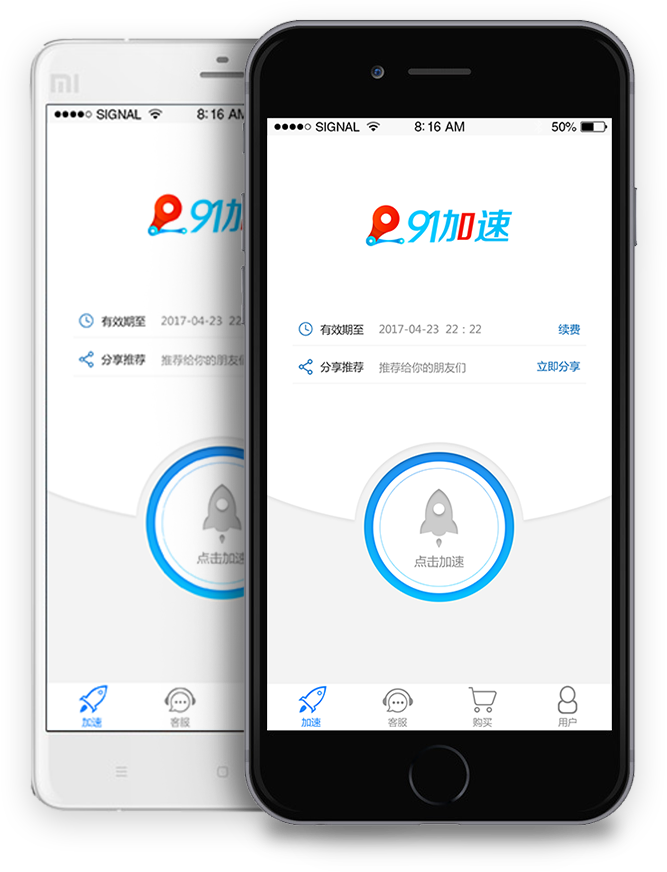 mi
SIGNAL 8:16 AM
91加
有效期至 2017-04-23 22
分享推荐 推荐给你的朋友们
点击加速
加速 客服
SIGNAL 8:16 AM 50%
91加速
有效期至 2017-04-23 22:22 续费
分享推荐 推荐给你的朋友们 立即分享
点击加速
加速 客服 购买 用户